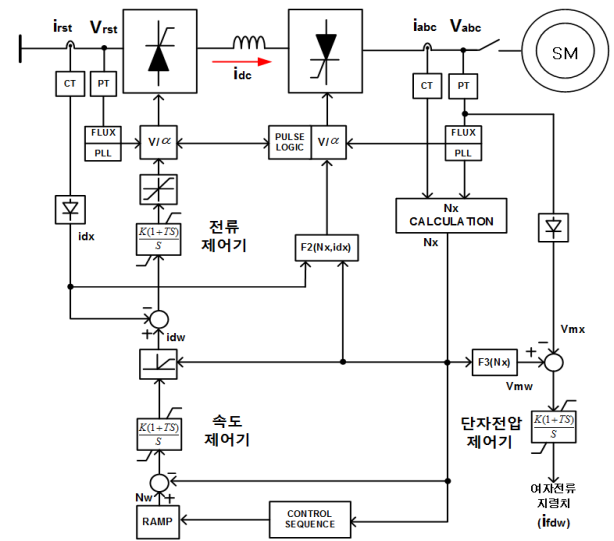 irst Vrst
iabc Vabc
SM
idc
CT PT
CT PT
FLUX
PLL
V/α
PULSE
LOGIC
V/α
FLUX
PLL
Nx
CALCULATION
Nx
idx
K(1+TS)
S
전류
제어기
F2(Nx,idx)
−
+
idw
Vmx
−
+
F3(Nx)
Vmw
K(1+TS)
S
속도
제어기
단자전압
제어기
K(1+TS)
S
−
+
Nw
RAMP
CONTROL
SEQUENCE
여자전류
지령치
(ifdw)